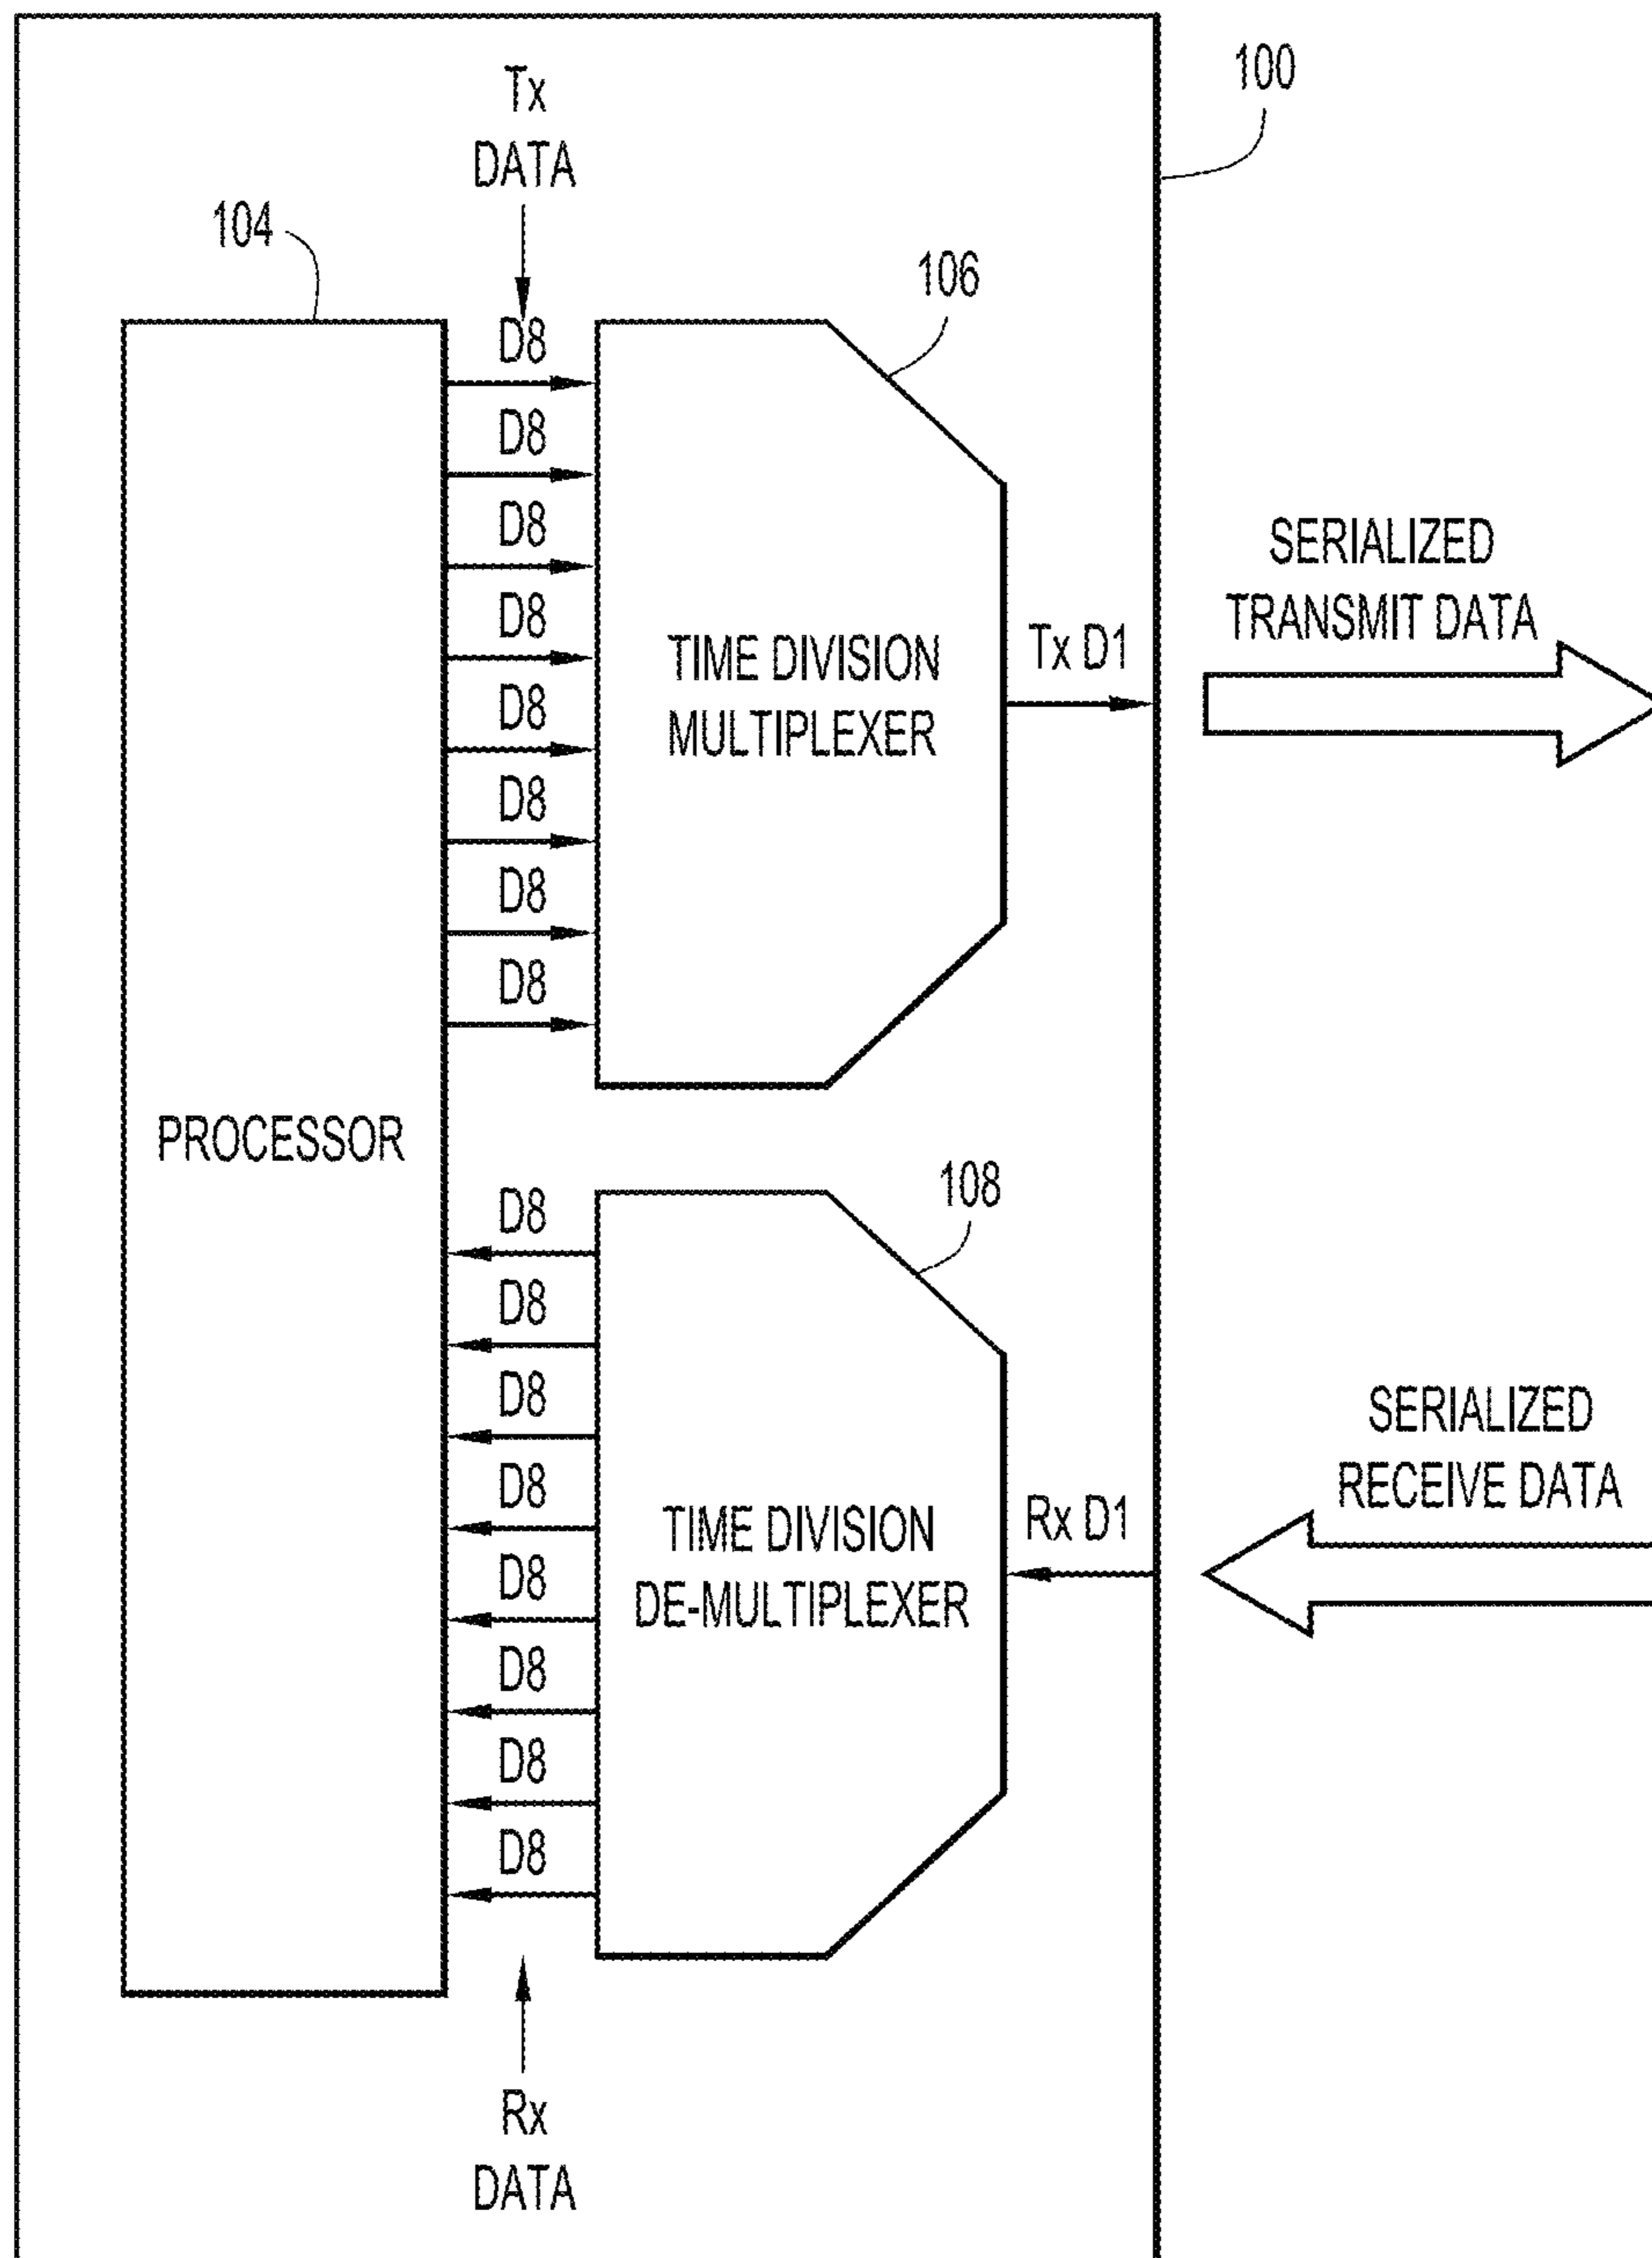 100
Tx
DATA
104
106
D8
D8
D8
D8
D8
D8
D8
D8
TIME DIVISION
MULTIPLEXER
Tx D1
SERIALIZED
TRANSMIT DATA
PROCESSOR
108
D8
D8
D8
D8
D8
D8
D8
D8
TIME DIVISION
DE-MULTIPLEXER
Rx D1
SERIALIZED
RECEIVE DATA
Rx
DATA